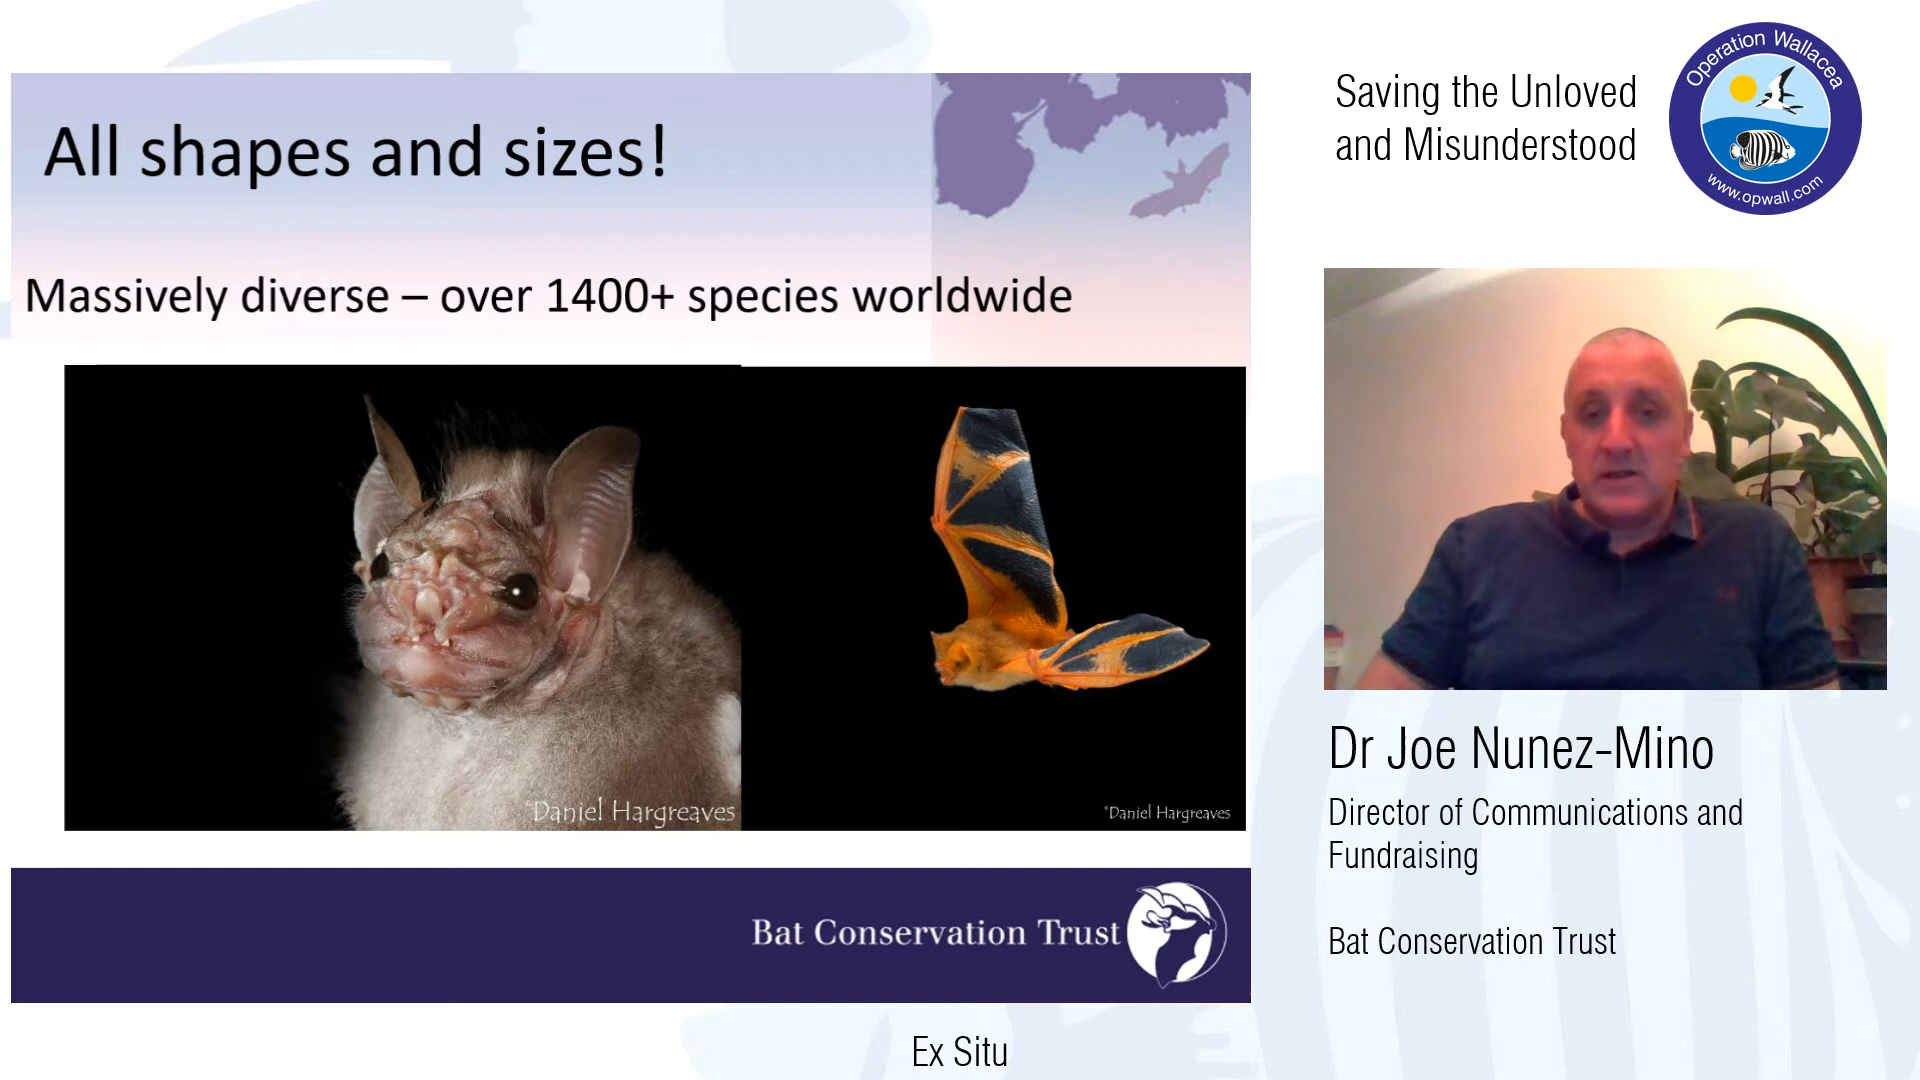 All shapes and sizes!
Massively diverse – over 1400+ species worldwide
©Daniel Hargreaves
©Daniel Hargreaves
Bat Conservation Trust
Saving the Unloved
and Misunderstood
Operation Wallacea
www.opwall.com
Dr Joe Nunez-Mino
Director of Communications and
Fundraising
Bat Conservation Trust
Ex Situ